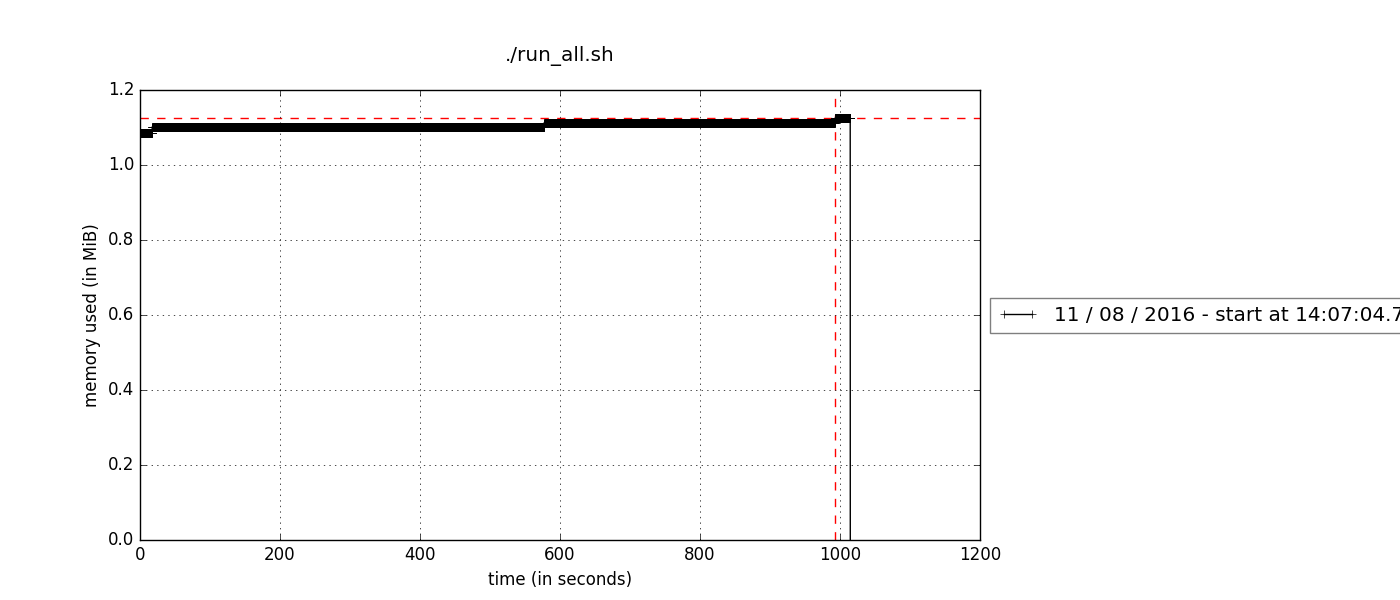 ./run_all.sh
1.2
1.0
0.8
0.6
0.4
0.2
0.0
memory used (in MiB)
0 200 400 600 800 1000 1200
time (in seconds)
11 / 08 / 2016 - start at 14:07:04.7